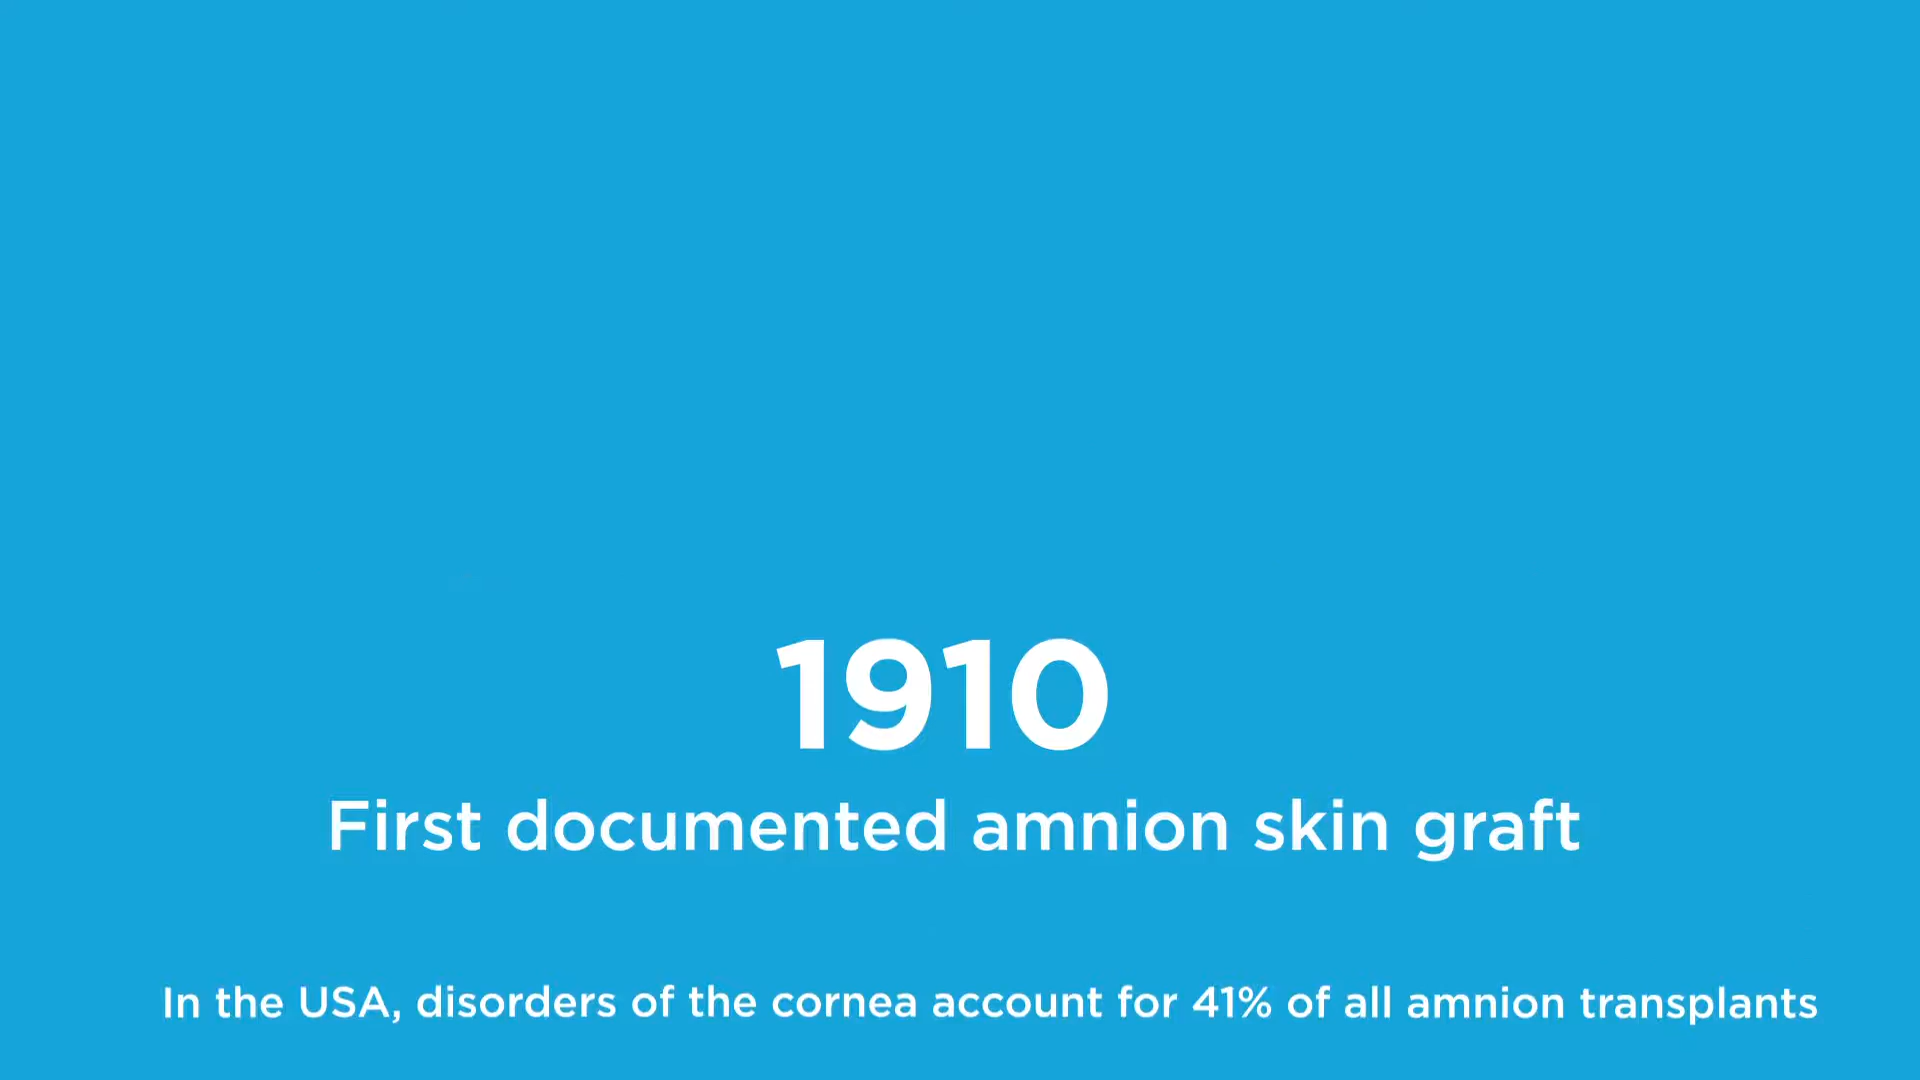 1910
First documented amnion skin graft
In the USA, disorders of the cornea account for 41% of all amnion transplants